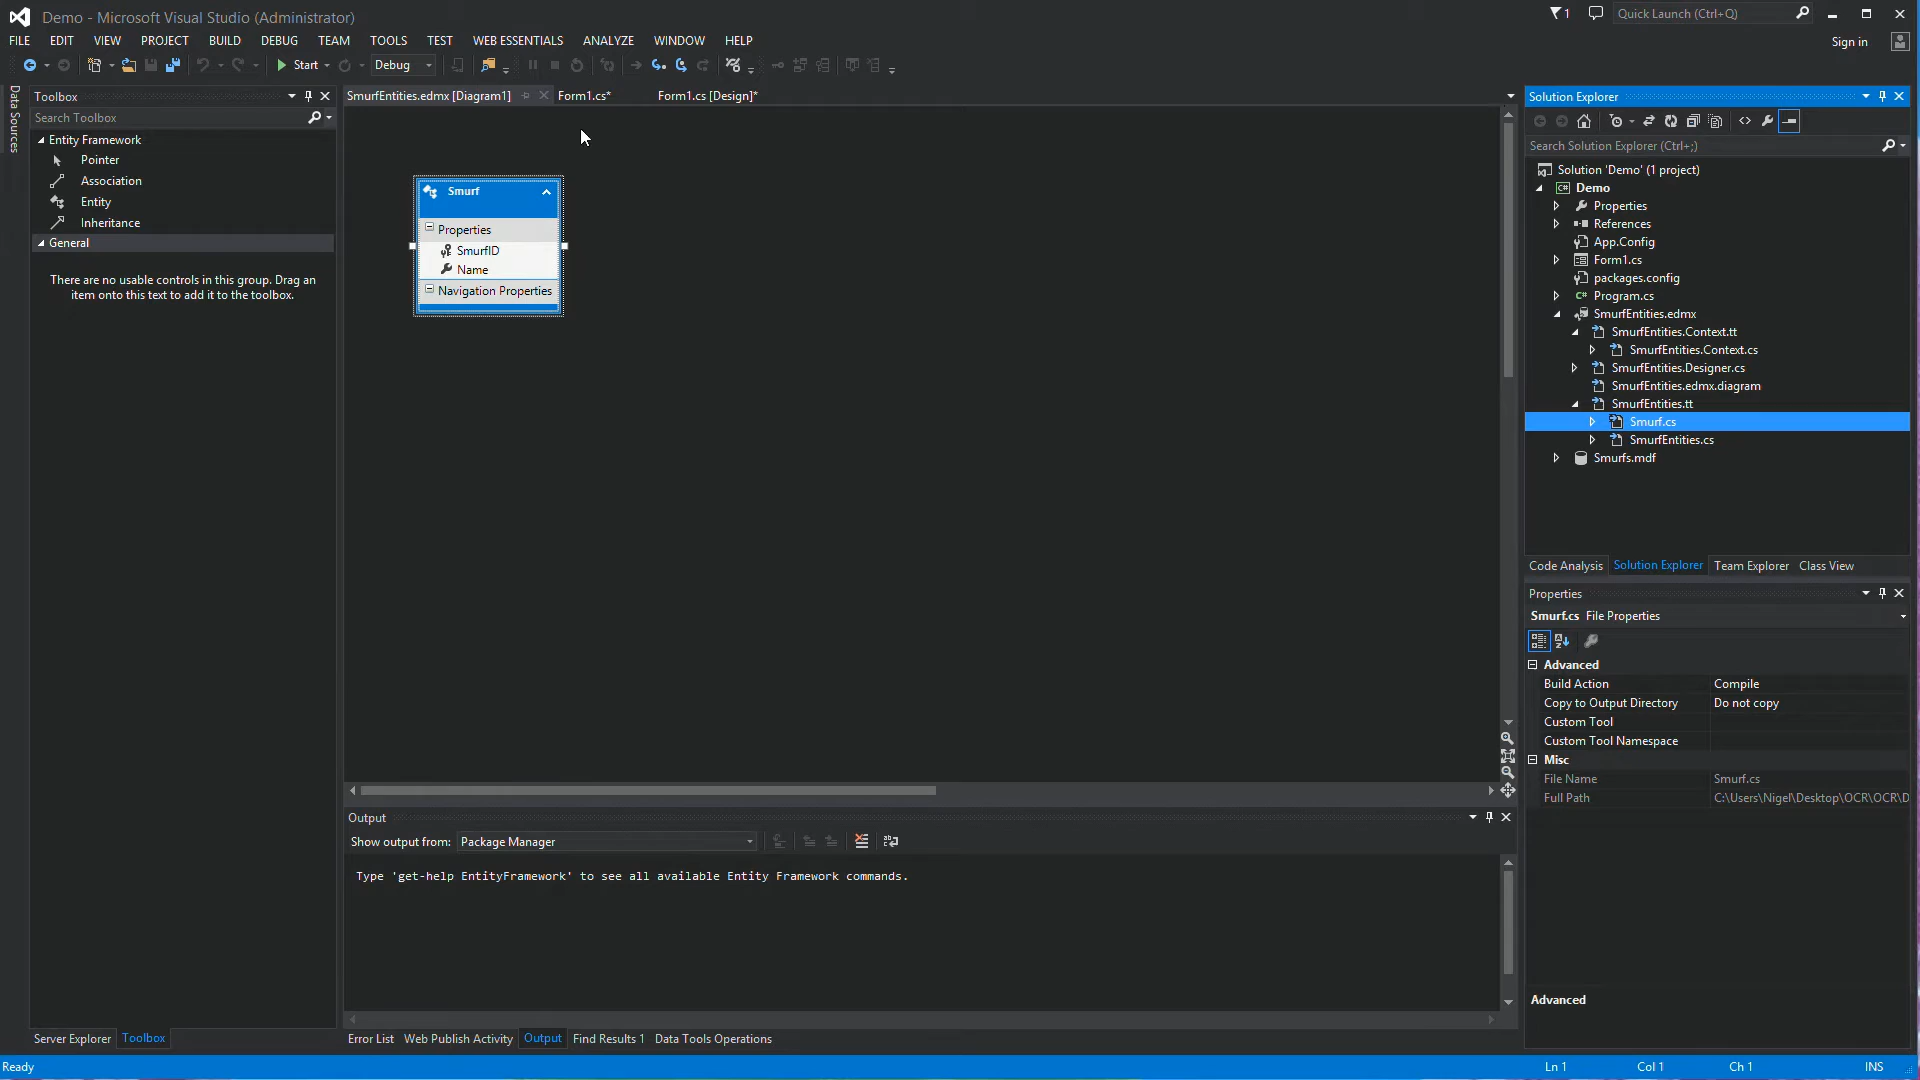 Demo - Microsoft Visual Studio (Administrator)
1
Quick Launch (Ctrl+Q)
FILE EDIT VIEW PROJECT BUILD DEBUG TEAM TOOLS TEST WEB ESSENTIALS ANALYZE WINDOW HELP
Sign in
Start Debug
Data Sources
Toolbox
Search Toolbox
Entity Framework
Pointer
Association
Entity
Inheritance
General
There are no usable controls in this group. Drag an
item onto this text to add it to the toolbox.
Server Explorer Toolbox
SmurfEntities.edmx [Diagram1] Form1.cs* Form1.cs [Design]*
Smurf
Properties
SmurfID
Name
Navigation Properties
Output
Show output from: Package Manager
Type 'get-help EntityFramework' to see all available Entity Framework commands.
Error List Web Publish Activity Output Find Results 1 Data Tools Operations
Solution Explorer
Search Solution Explorer (Ctrl+;)
Solution 'Demo' (1 project)
C# Demo
Properties
References
App.Config
Form1.cs
packages.config
C# Program.cs
SmurfEntities.edmx
SmurfEntities.Context.tt
SmurfEntities.Context.cs
SmurfEntities.Designer.cs
SmurfEntities.edmx.diagram
SmurfEntities.tt
Smurf.cs
SmurfEntities.cs
Smurfs.mdf
Code Analysis Solution Explorer Team Explorer Class View
Properties
Smurf.cs File Properties
Advanced
Build Action Compile
Copy to Output Directory Do not copy
Custom Tool
Custom Tool Namespace
Misc
File Name Smurf.cs
Full Path C:\Users\Nigel\Desktop\OCR\OCR\D
Advanced
Ready Ln 1 Col 1 Ch 1 INS